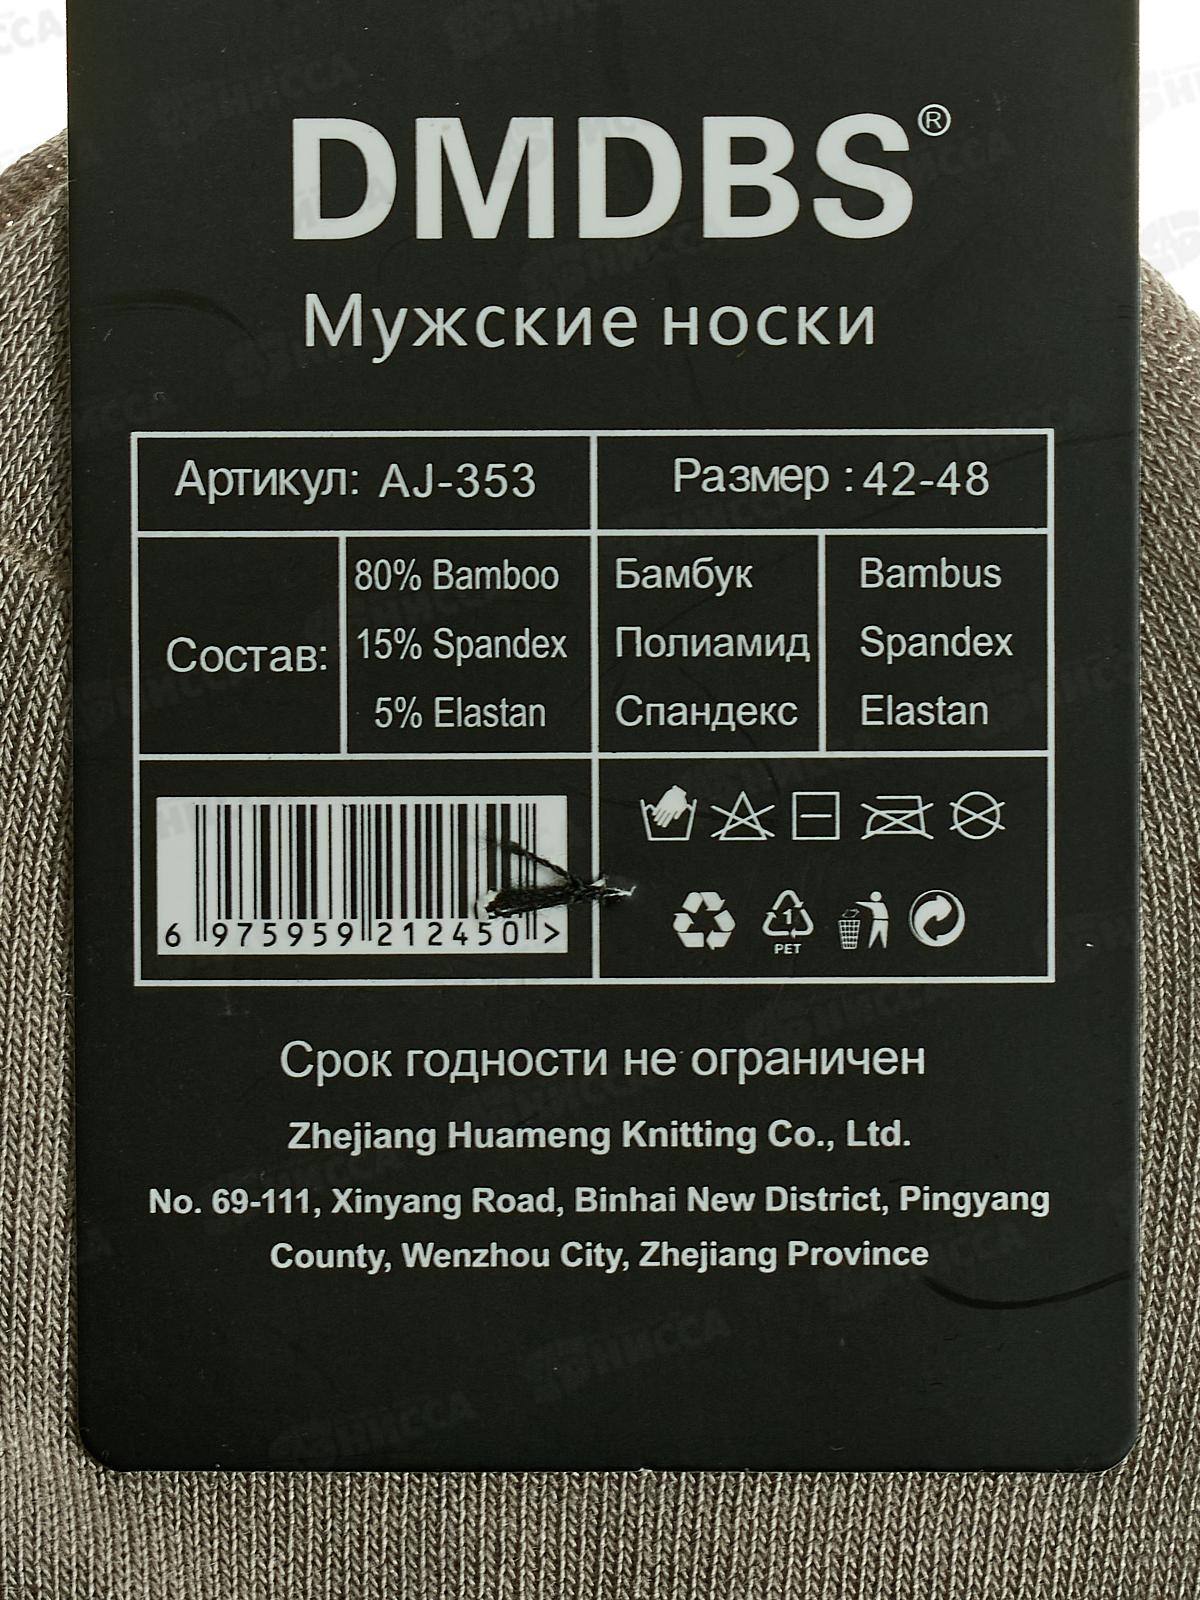 DMDBS®
Мужские носки
Артикул: AJ-353
Размер : 42-48
Состав:
80% Bamboo
15% Spandex
5% Elastan
Бамбук
Полиамид
Спандекс
Bambus
Spandex
Elastan
6 975959 212450 >
1
PET
Срок годности не ограничен
Zhejiang Huameng Knitting Co., Ltd.
No. 69-111, Xinyang Road, Binhai New District, Pingyang
County, Wenzhou City, Zhejiang Province